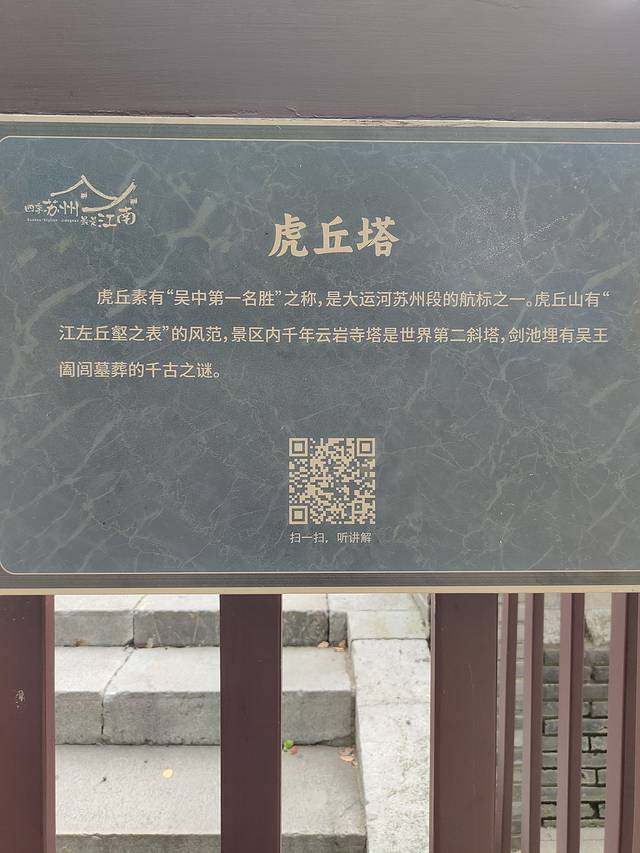 四季苏州
最美江南
虎丘塔
虎丘素有“吴中第一名胜”之称,是大运河苏州段的航标之一。虎丘山有“
江左丘壑之表”的风范,景区内千年云岩寺塔是世界第二斜塔,剑池埋有吴王
阖闾墓葬的千古之谜。
扫一扫，听讲解